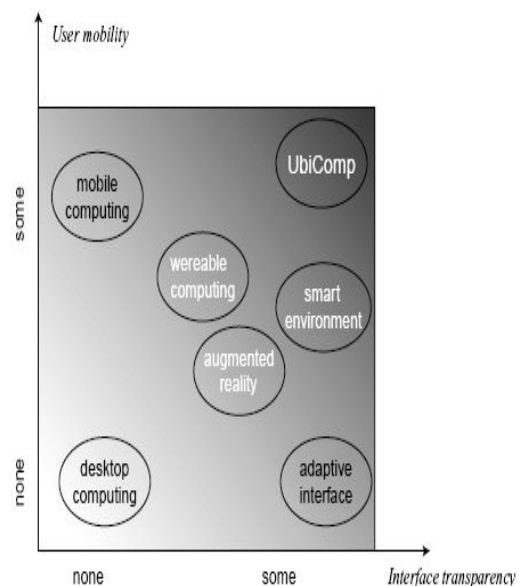 User mobility
UbiComp
mobile
computing
some
wereable
computing
smart
environment
augmented
reality
desktop
computing
adaptive
interface
none
none
some
Interface transparency